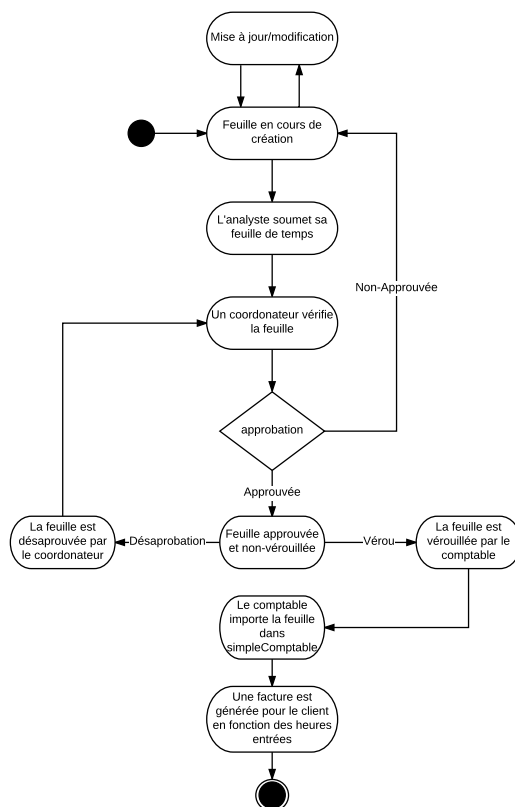 Mise à jour/modification
Feuille en cours de
création
L'analyste soumet sa
feuille de temps
Non-Approuvée
Un coordonateur vérifie
la feuille
approbation
Approuvée
La feuille est
désaprouvée par
le coordonateur
Désaprobation
Feuille approuvée
et non-vérouillée
Vérou
La feuille est
vérouillée par le
comptable
Le comptable
importe la feuille
dans
simpleComptable
Une facture est
générée pour le client
en fonction des heures
entrées